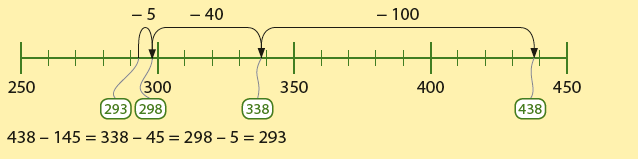 – 5 – 40 – 100
250 300 350 400 450
293 298 338 438
438 – 145 = 338 – 45 = 298 – 5 = 293